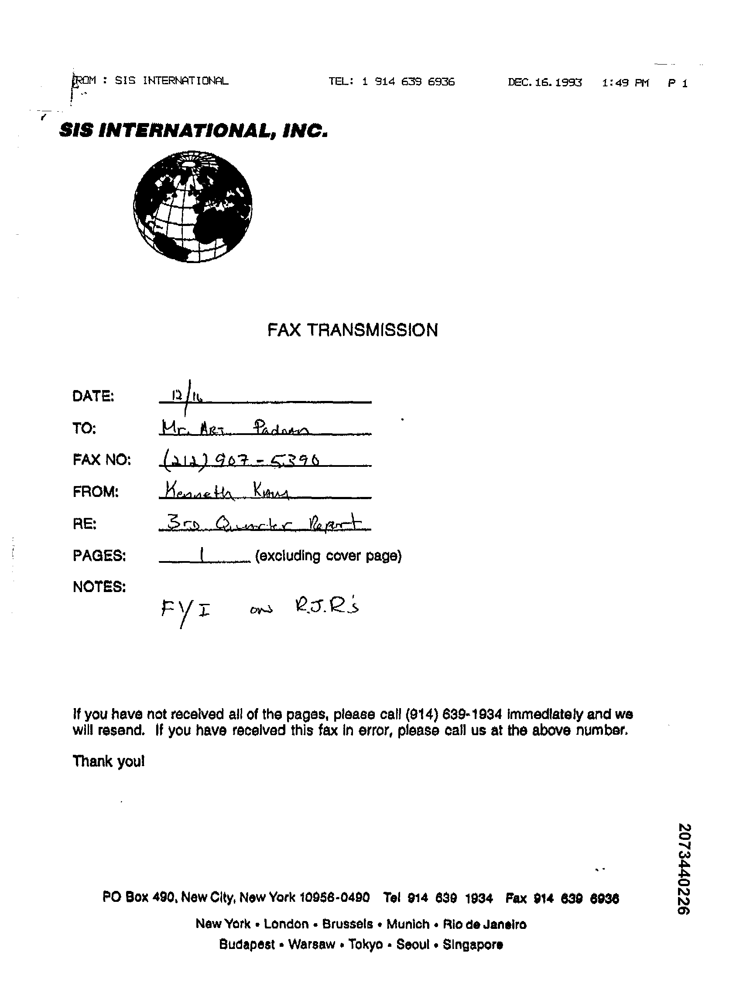 FROM : SIS INTERNATIONAL TEL: 1 914 639 6936 DEC.16.1993 1:49 PM P 1
SIS INTERNATIONAL, INC.
FAX TRANSMISSION
DATE: 12/16
TO: Mr. Art
FAX NO: (212) 907-5390
FROM: Kenneth
RE: 3rd Quarter Report
PAGES: 1 (excluding cover page)
NOTES:
FYI on R.J.R's
If you have not received all of the pages, please call (914) 639-1934 immediately and we
will resend. If you have received this fax in error, please call us at the above number.
Thank you!
2073440226
PO Box 490, New City, New York 10956-0490 Tel 914 639 1934 Fax 914 639 6936
New York • London • Brussels • Munich • Rio de Janeiro
Budapest • Warsaw • Tokyo • Seoul • Singapore